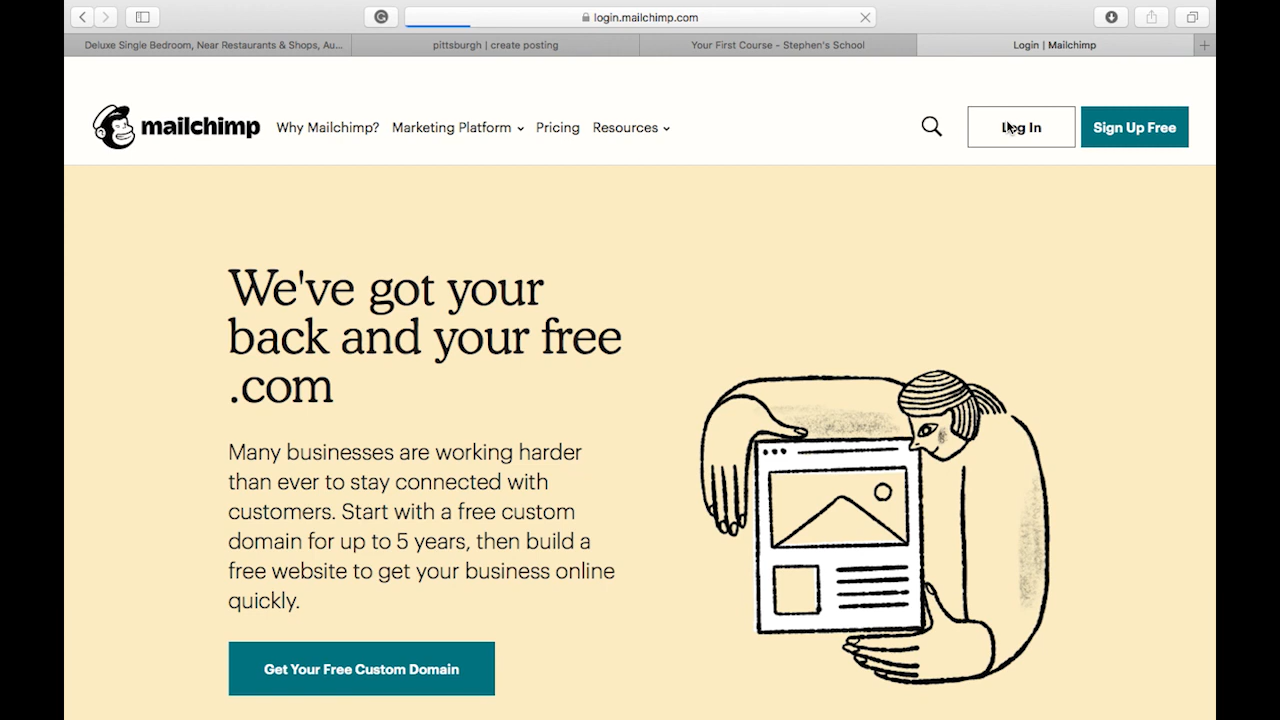 login.mailchimp.com
Deluxe Single Bedroom, Near Restaurants & Shops, Au...
pittsburgh | create posting
Your First Course - Stephen's School
Login | Mailchimp
mailchimp
Why Mailchimp?
Marketing Platform
Pricing
Resources
Log In
Sign Up Free
We've got your
back and your free
.com
Many businesses are working harder
than ever to stay connected with
customers. Start with a free custom
domain for up to 5 years, then build a
free website to get your business online
quickly.
Get Your Free Custom Domain